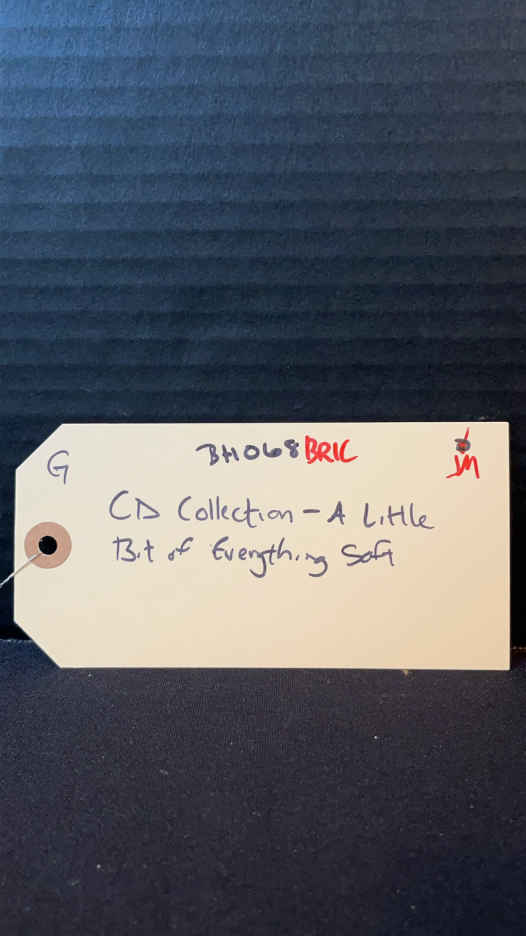 G BH068BRIC JM
CD Collection - A Little
Bit of Everything Soft